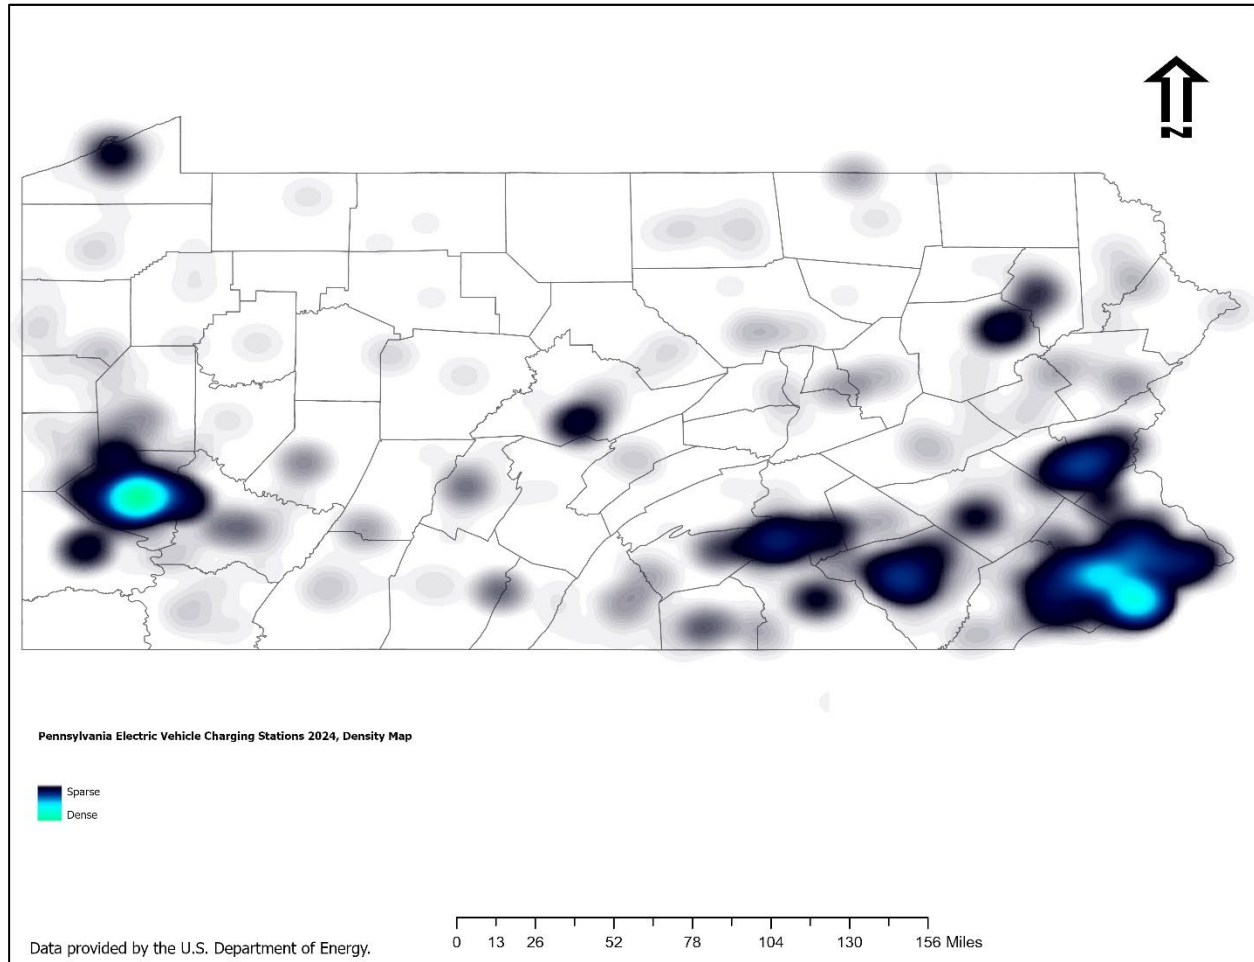 N
Pennsylvania Electric Vehicle Charging Stations 2024, Density Map
Sparse
Dense
0 13 26 52 78 104 130 156 Miles
Data provided by the U.S. Department of Energy.